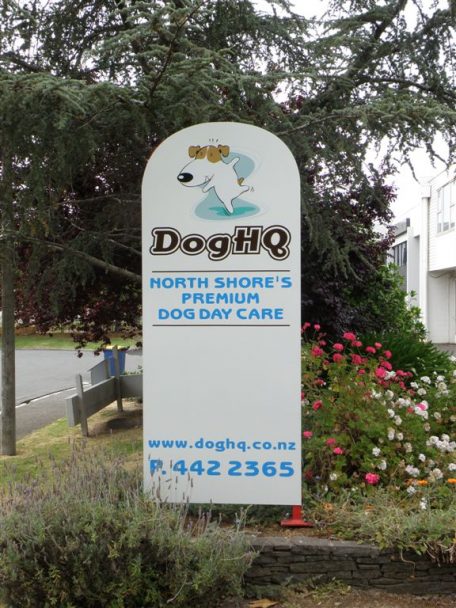 DogHQ
NORTH SHORE'S
PREMIUM
DOG DAY CARE
www.doghq.co.nz
P. 442 2365